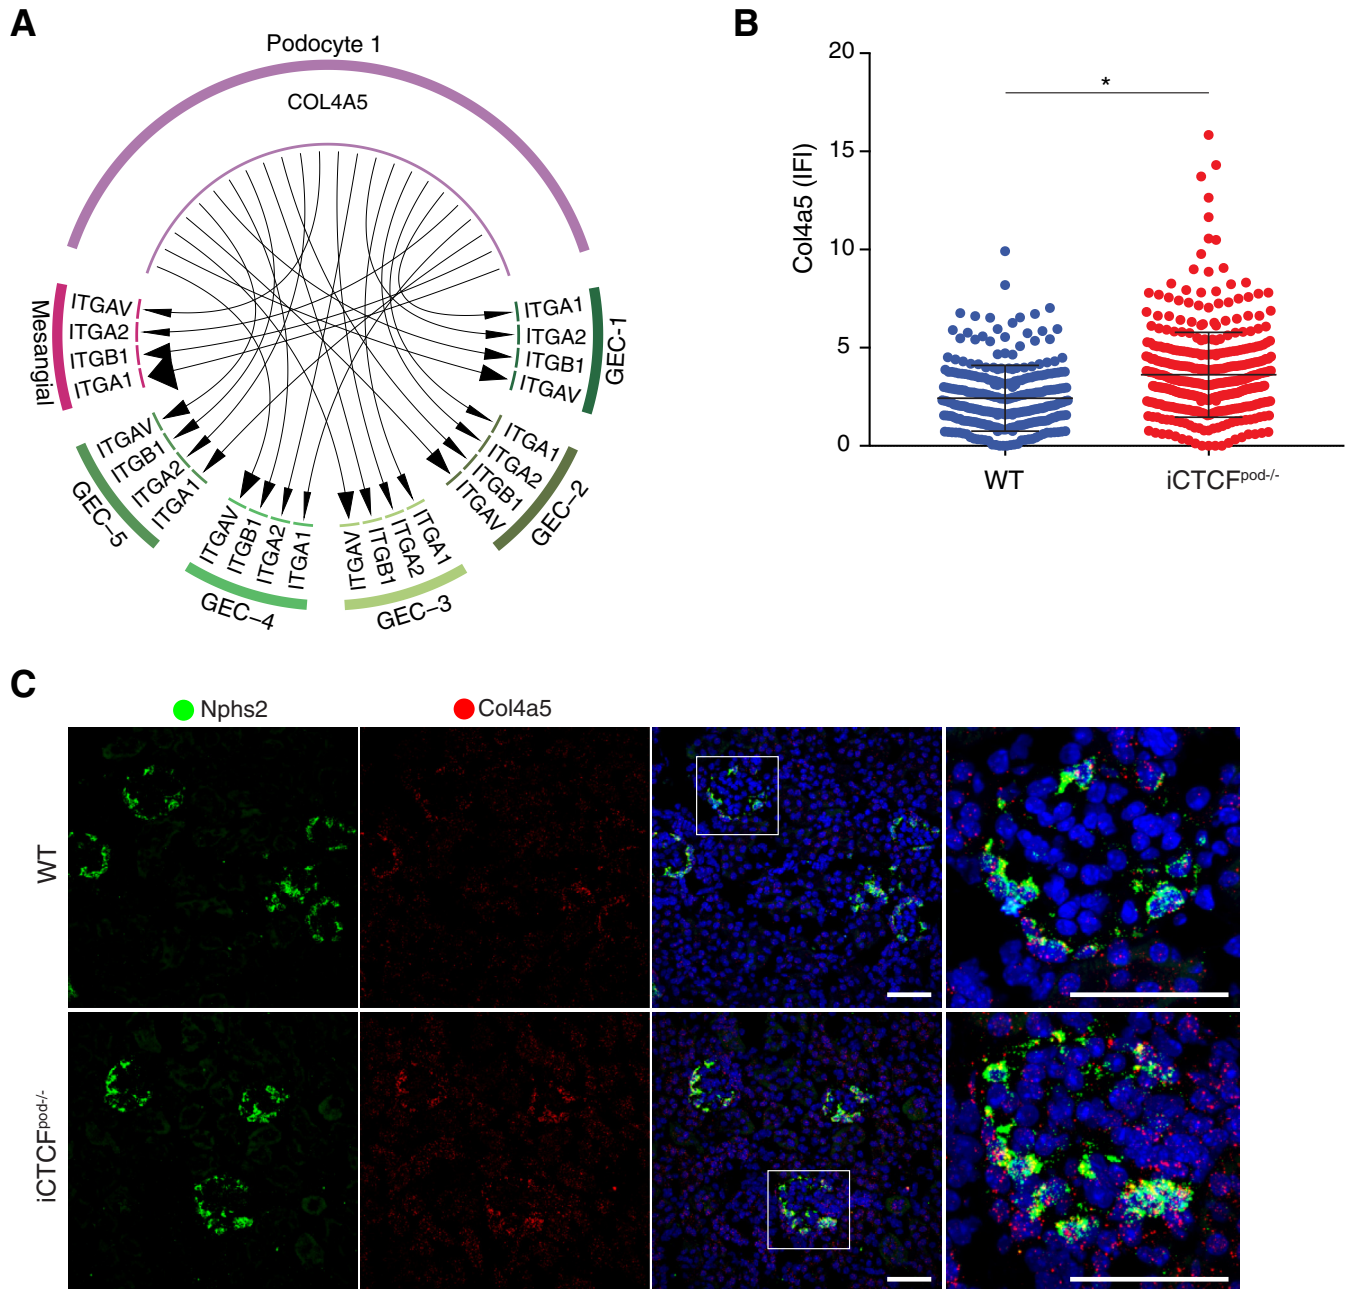 A
Podocyte 1
COL4A5
Mesangial
ITGAV
ITGA2
ITGB1
ITGA1
GEC–5
ITGAV
ITGB1
ITGA2
ITGA1
GEC–4
ITGAV
ITGB1
ITGA2
ITGA1
GEC–3
ITGAV
ITGB1
ITGA2
ITGA1
GEC–2
ITGA1
ITGA2
ITGB1
ITGAV
GEC–1
ITGA1
ITGA2
ITGB1
ITGAV
B
Col4a5 (IFI)
20
15
10
5
0
*
WT
iCTCFpod-/-
C
Nphs2
Col4a5
WT
iCTCFpod-/-